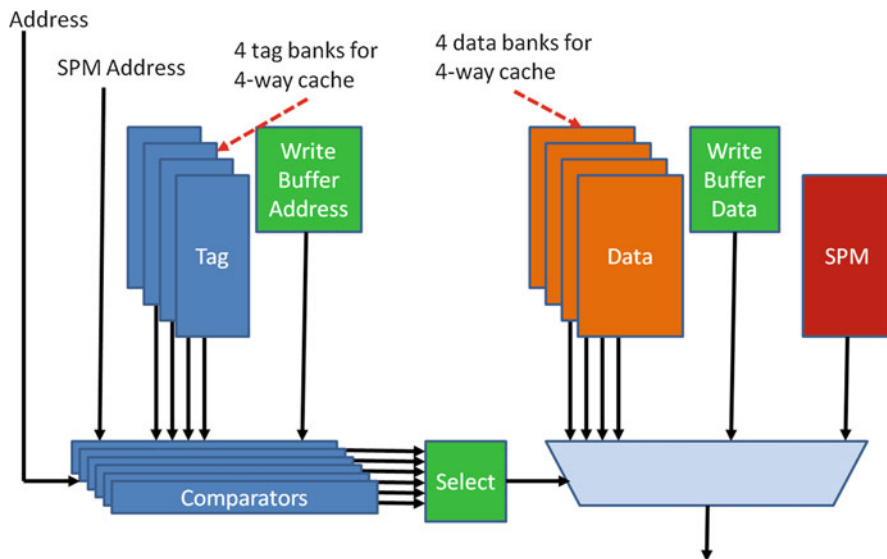 Address
SPM Address
4 tag banks for
4-way cache
4 data banks for
4-way cache
Write
Buffer
Address
Write
Buffer
Data
Tag
Data
SPM
Comparators
Select